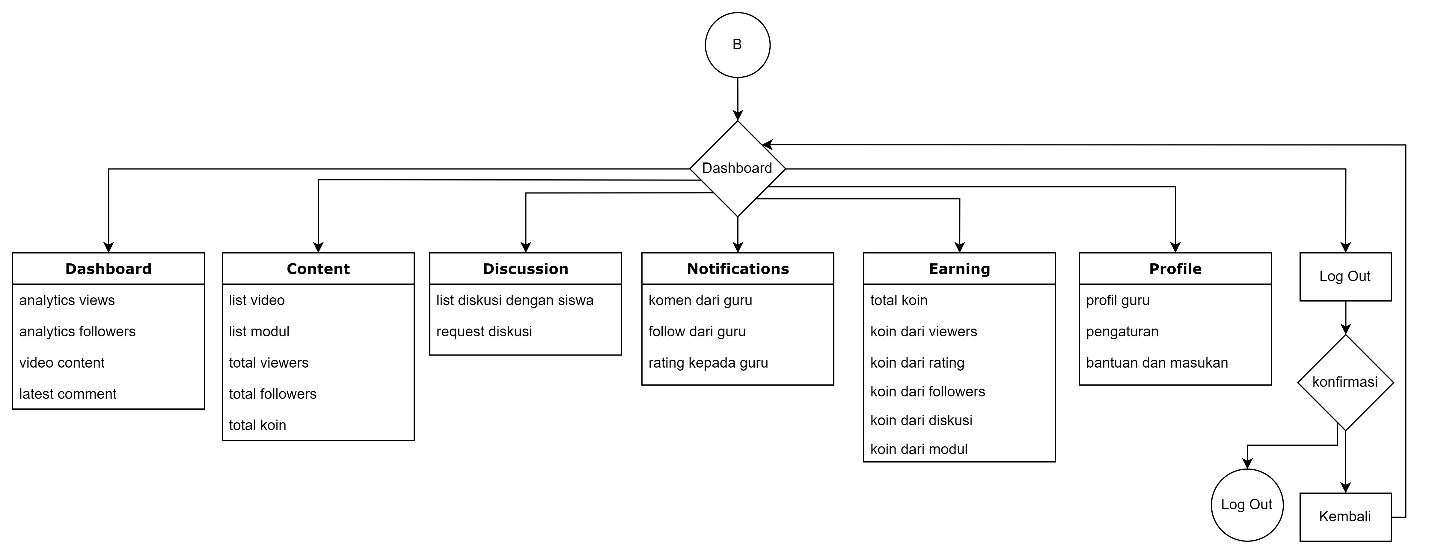 B
Dashboard
Dashboard
analytics views
analytics followers
video content
latest comment
Content
list video
list modul
total viewers
total followers
total koin
Discussion
list diskusi dengan siswa
request diskusi
Notifications
komen dari guru
follow dari guru
rating kepada guru
Earning
total koin
koin dari viewers
koin dari rating
koin dari followers
koin dari diskusi
koin dari modul
Profile
profil guru
pengaturan
bantuan dan masukan
Log Out
konfirmasi
Log Out
Kembali